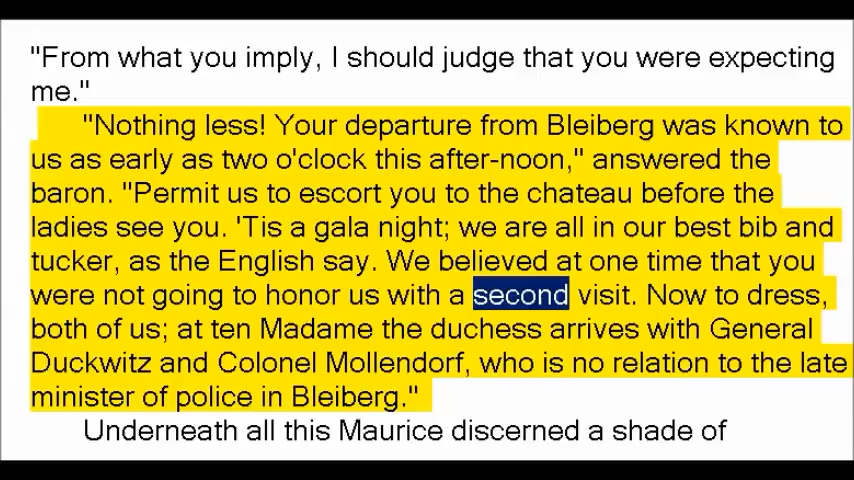 "From what you imply, I should judge that you were expecting
me."
"Nothing less! Your departure from Bleiberg was known to
us as early as two o'clock this after-noon," answered the
baron. "Permit us to escort you to the chateau before the
ladies see you. 'Tis a gala night; we are all in our best bib and
tucker, as the English say. We believed at one time that you
were not going to honor us with a second visit. Now to dress,
both of us; at ten Madame the duchess arrives with General
Duckwitz and Colonel Mollendorf, who is no relation to the late
minister of police in Bleiberg."
Underneath all this Maurice discerned a shade of